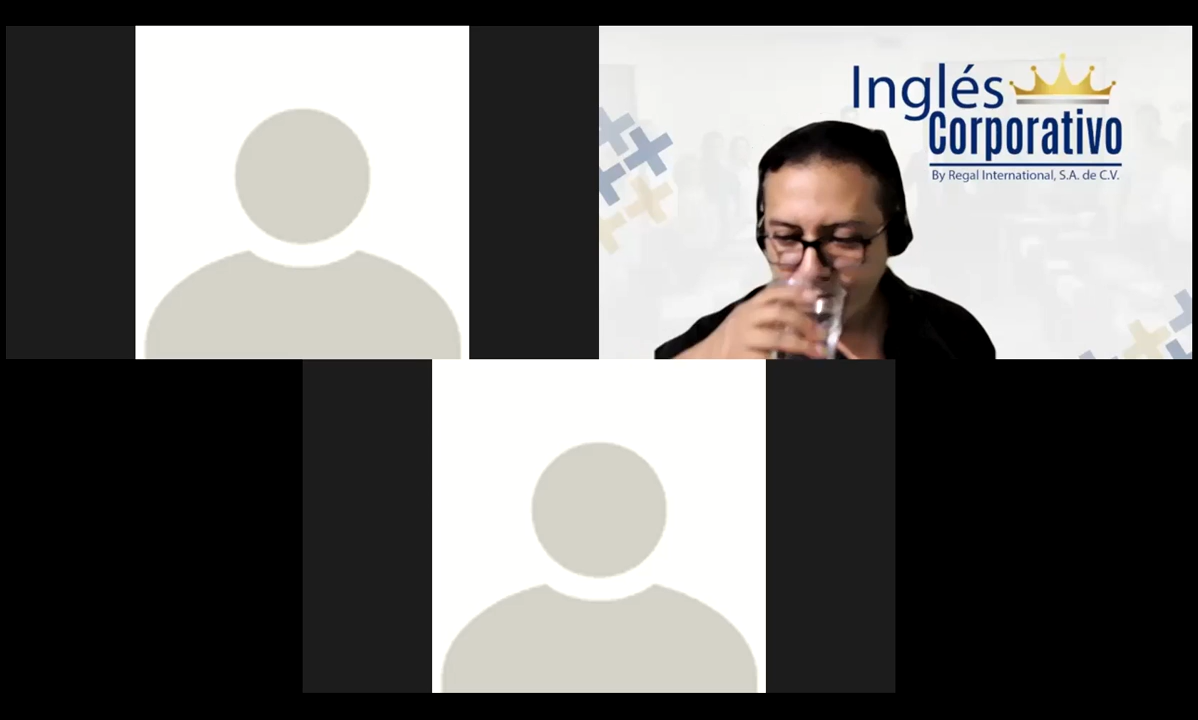 Inglés
Corporativo
By Regal International, S.A. de C.V.